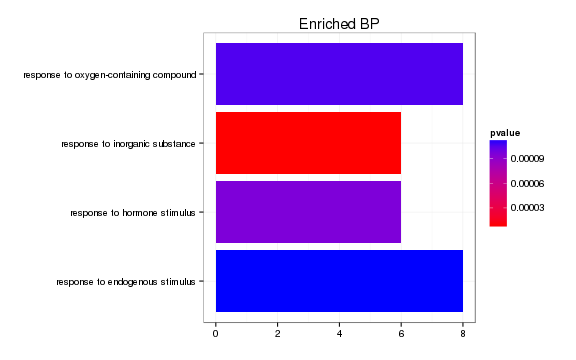 Enriched BP
response to oxygen-containing compound
response to inorganic substance
response to hormone stimulus
response to endogenous stimulus
0 2 4 6 8
pvalue
0.00009
0.00006
0.00003